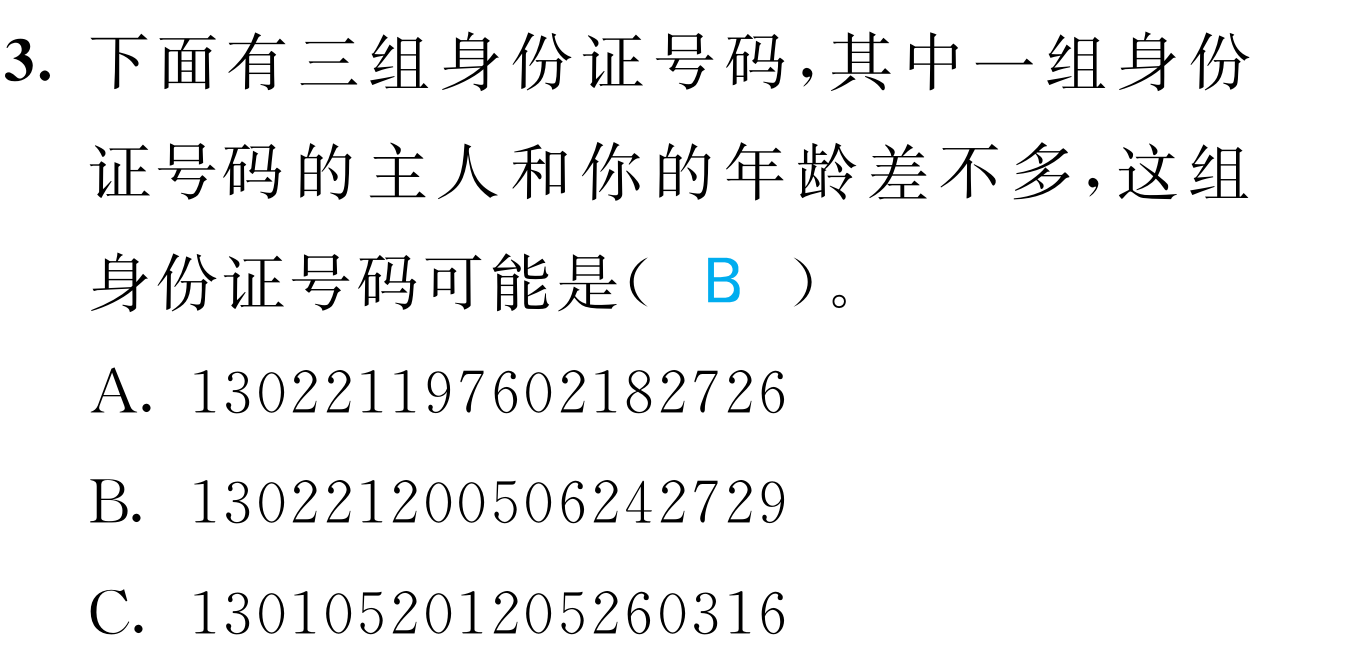 3. 下面有三组身份证号码,其中一组身份
证号码的主人和你的年龄差不多,这组
身份证号码可能是( B )。
A. 130221197602182726
B. 130221200506242729
C. 130105201205260316